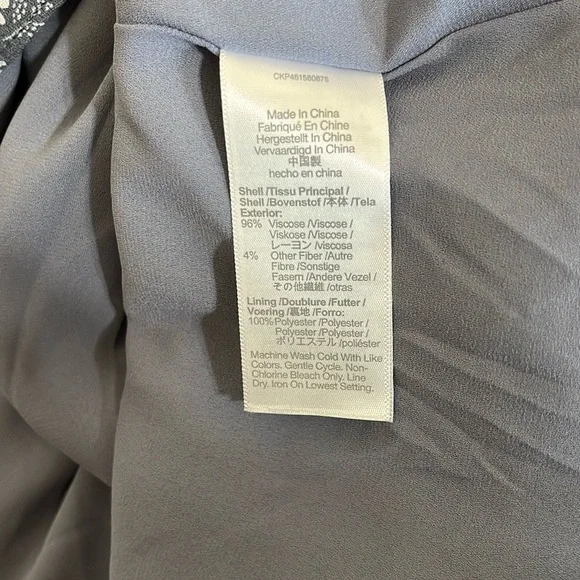 CKP461560875
Made In China
Fabriqué En Chine
Hergestellt In China
Vervaardigd In China
中国製
hecho en china
Shell /Tissu Principal /
Shell /Bovenstof /本体 /Tela
Exterior:
96% Viscose /Viscose /
Viskose /Viscose /
レーヨン /viscosa
4% Other Fiber /Autre
Fibre /Sonstige
Fasern /Andere Vezel /
その他繊維 /otras
Lining /Doublure /Futter /
Voering /裏地 /Forro:
100% Polyester /Polyester /
Polyester /Polyester /
ポリエステル /poliéster
Machine Wash Cold With Like
Colors. Gentle Cycle. Non-
Chlorine Bleach Only. Line
Dry. Iron On Lowest Setting.